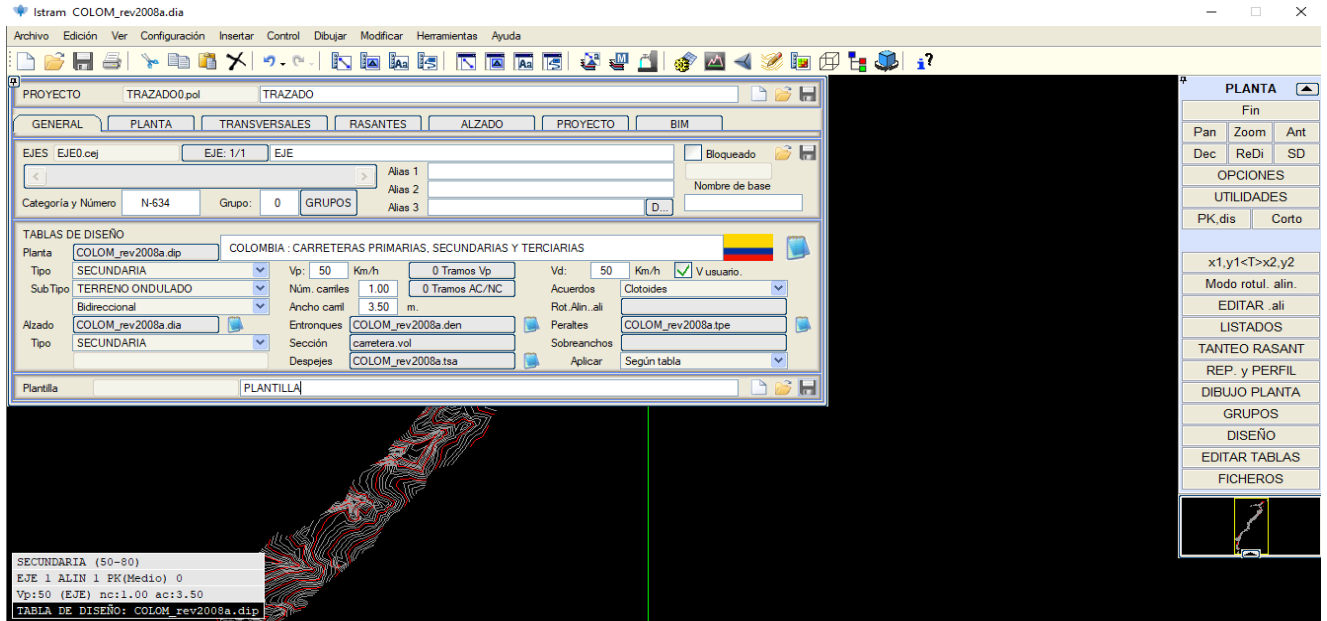 Istram COLOM_rev2008a.dia
Archivo Edición Ver Configuración Insertar Control Dibujar Modificar Herramientas Ayuda
PROYECTO TRAZADO0.pol TRAZADO
GENERAL PLANTA TRANSVERSALES RASANTES ALZADO PROYECTO BIM
EJES EJE0.cej EJE: 1/1 EJE Bloqueado
< > Alias 1
Alias 2 Nombre de base
Categoría y Número N-634 Grupo: 0 GRUPOS Alias 3 D...
TABLAS DE DISEÑO
Planta COLOM_rev2008a.dip COLOMBIA : CARRETERAS PRIMARIAS, SECUNDARIAS Y TERCIARIAS
Tipo SECUNDARIA Vp: 50 Km/h 0 Tramos Vp Vd: 50 Km/h V usuario.
SubTipo TERRENO ONDULADO Núm. carriles 1.00 0 Tramos AC/NC Acuerdos Clotoides
Bidireccional Ancho carril 3.50 m. Rot.Alin..ali
Alzado COLOM_rev2008a.dia Entronques COLOM_rev2008a.den Peraltes COLOM_rev2008a.tpe
Tipo SECUNDARIA Sección carretera.vol Sobreanchos
Despejes COLOM_rev2008a.tsa Aplicar Según tabla
Plantilla PLANTILLA
PLANTA
Fin
Pan Zoom Ant
Dec ReDi SD
OPCIONES
UTILIDADES
PK,dis Corto
x1,y1<T>x2,y2
Modo rotul. alin.
EDITAR .ali
LISTADOS
TANTEO RASANT
REP. y PERFIL
DIBUJO PLANTA
GRUPOS
DISEÑO
EDITAR TABLAS
FICHEROS
SECUNDARIA (50-80)
EJE 1 ALIN 1 PK(Medio) 0
Vp:50 (EJE) nc:1.00 ac:3.50
TABLA DE DISEÑO: COLOM_rev2008a.dip